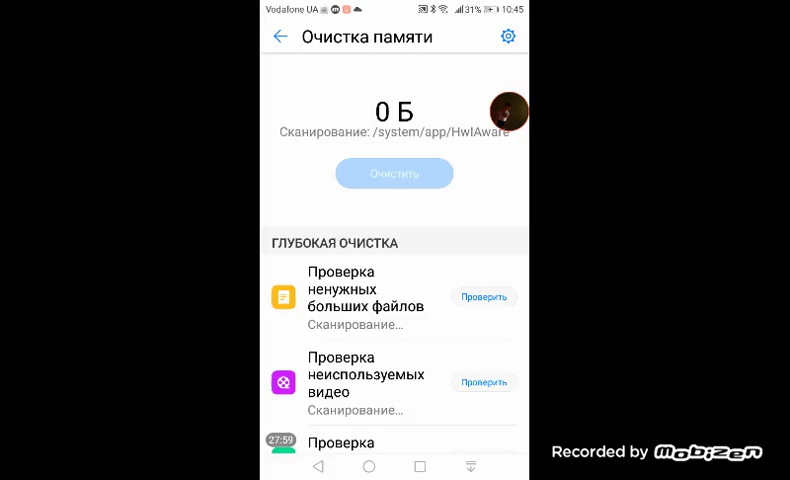 Vodafone UA 31% 10:45
Очистка памяти
0 Б
Сканирование: /system/app/HwIAware
Очистить
ГЛУБОКАЯ ОЧИСТКА
Проверка
ненужных
больших файлов
Проверить
Сканирование...
Проверка
неиспользуемых
видео
Проверить
Сканирование...
27:59
Проверка
Recorded by Mobizen